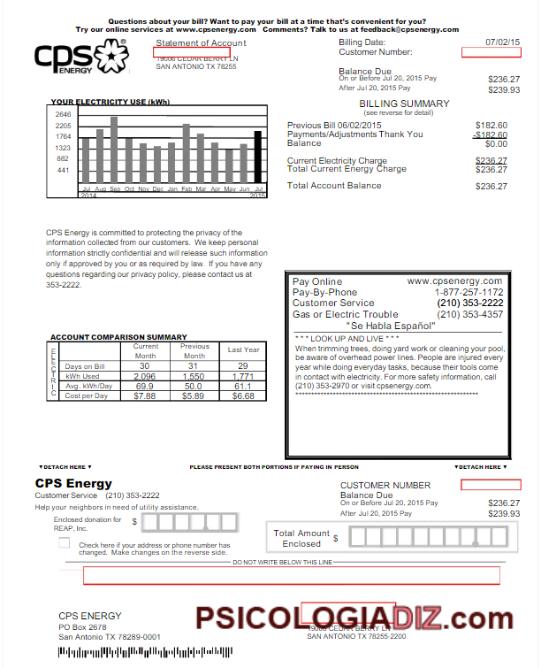 Questions about your bill? Want to pay your bill at a time that's convenient for you?
Try our online services at www.cpsenergy.com Comments? Talk to us at feedback@cpsenergy.com
cps
ENERGY
Statement of Account
SAN ANTONIO TX 78255
Billing Date: 07/02/15
Customer Number:
Balance Due
On or Before Jul 20, 2015 Pay $236.27
After Jul 20, 2015 Pay $239.93
YOUR ELECTRICITY USE (kWh)
2646
2205
1764
1323
882
441
Jul Aug Sep Oct Nov Dec Jan Feb Mar Apr May Jun Jul
2014 2015
BILLING SUMMARY
(see reverse for detail)
Previous Bill 06/02/2015 $182.60
Payments/Adjustments Thank You -$182.60
Balance $0.00
Current Electricity Charge $236.27
Total Current Energy Charge $236.27
Total Account Balance $236.27
CPS Energy is committed to protecting the privacy of the
information collected from our customers. We keep personal
information strictly confidential and will release such information
only if approved by you or as required by law. If you have any
questions regarding our privacy policy, please contact us at
353-2222.
Pay Online www.cpsenergy.com
Pay-By-Phone 1-877-257-1172
Customer Service (210) 353-2222
Gas or Electric Trouble (210) 353-4357
"Se Habla Español"
* * * LOOK UP AND LIVE * * *
When trimming trees, doing yard work or cleaning your pool,
be aware of overhead power lines. People are injured every
year while doing everyday tasks, because their tools come
in contact with electricity. For more safety information, call
(210) 353-2970 or visit cpsenergy.com.
ACCOUNT COMPARISON SUMMARY
ELECTRIC
Current Month Previous Month Last Year
Days on Bill 30 31 29
kWh Used 2,096 1,550 1,771
Avg. kWh/Day 69.9 50.0 61.1
Cost per Day $7.88 $5.89 $6.68
▼DETACH HERE ▼ PLEASE PRESENT BOTH PORTIONS IF PAYING IN PERSON ▼DETACH HERE ▼
CPS Energy
Customer Service (210) 353-2222
Help your neighbors in need of utility assistance.
Enclosed donation for
REAP, Inc. $
Check here if your address or phone number has
changed. Make changes on the reverse side.
CUSTOMER NUMBER
Balance Due
On or Before Jul 20, 2015 Pay $236.27
After Jul 20, 2015 Pay $239.93
Total Amount
Enclosed $
DO NOT WRITE BELOW THIS LINE
CPS ENERGY
PO Box 2678
San Antonio TX 78289-0001
PSICOLOGIADIZ.com
SAN ANTONIO TX 78255-2200